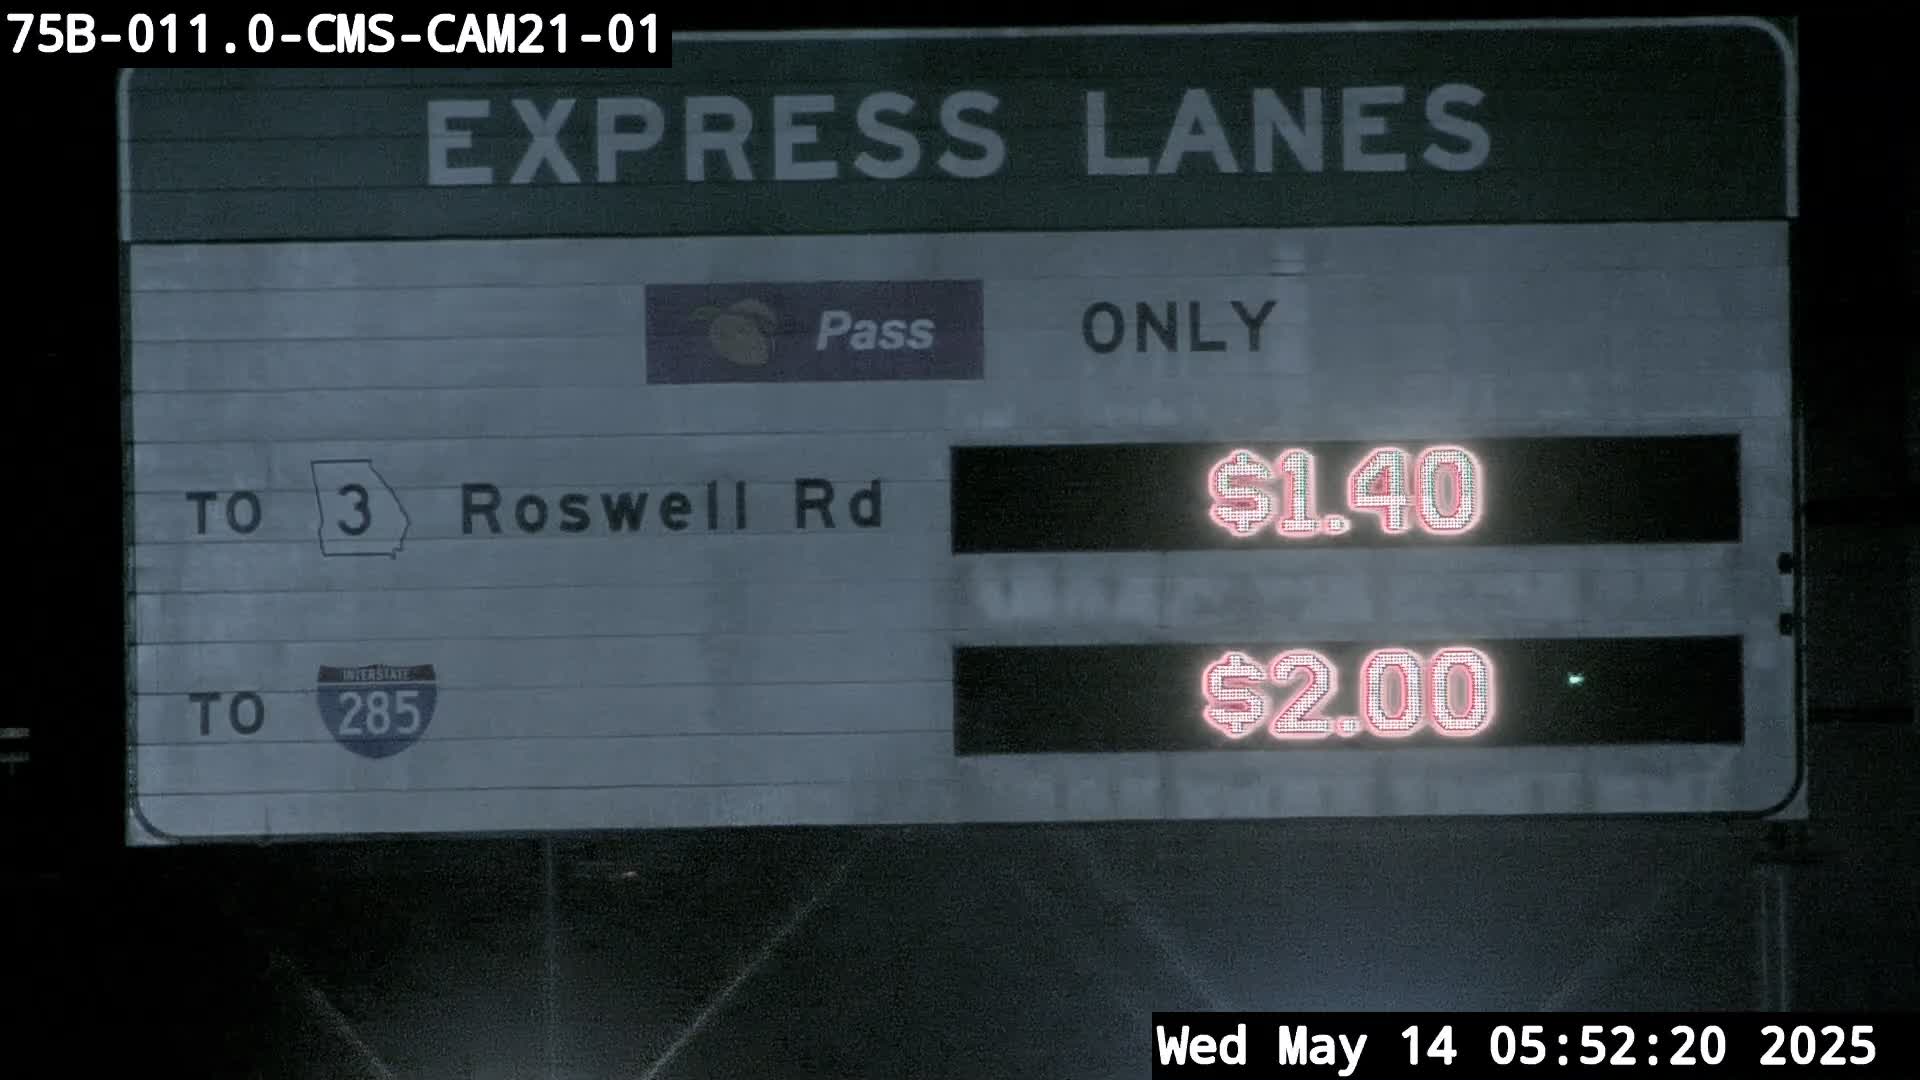 75B-011.0-CMS-CAM21-01
EXPRESS LANES
Pass ONLY
TO 3 Roswell Rd $1.40
TO INTERSTATE 285 $2.00
Wed May 14 05:52:20 2025